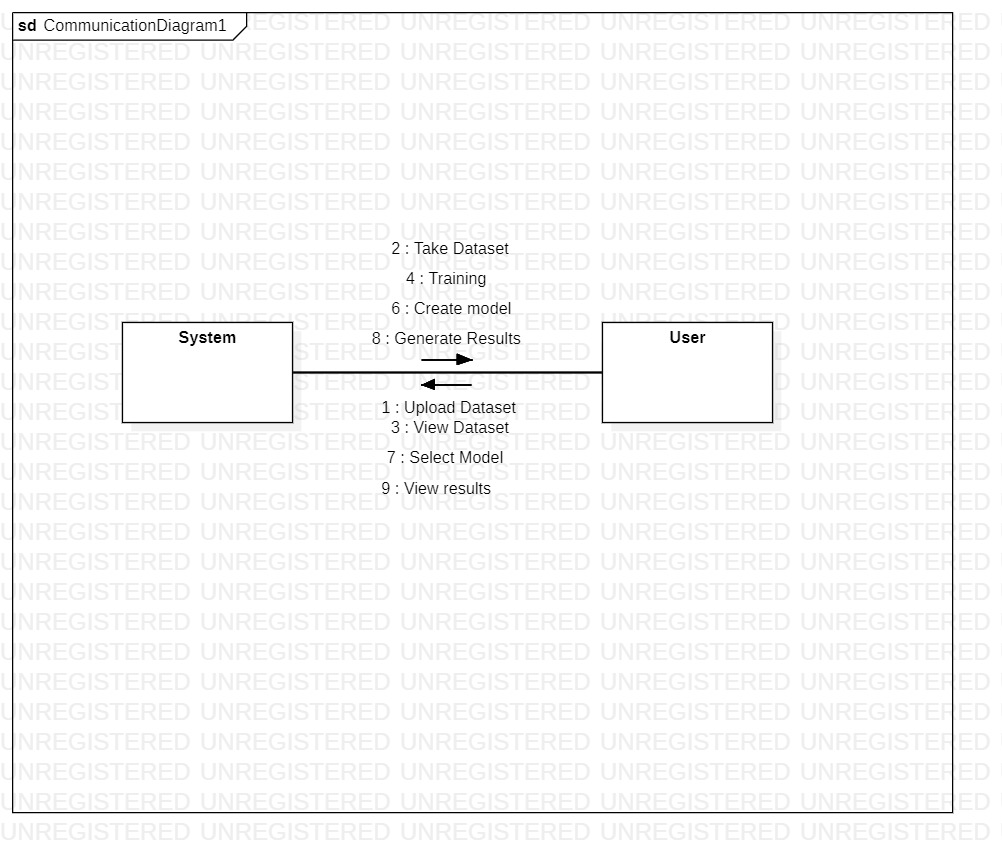 sd CommunicationDiagram1
2 : Take Dataset
4 : Training
6 : Create model
8 : Generate Results
System
User
1 : Upload Dataset
3 : View Dataset
7 : Select Model
9 : View results
UNREGISTERED